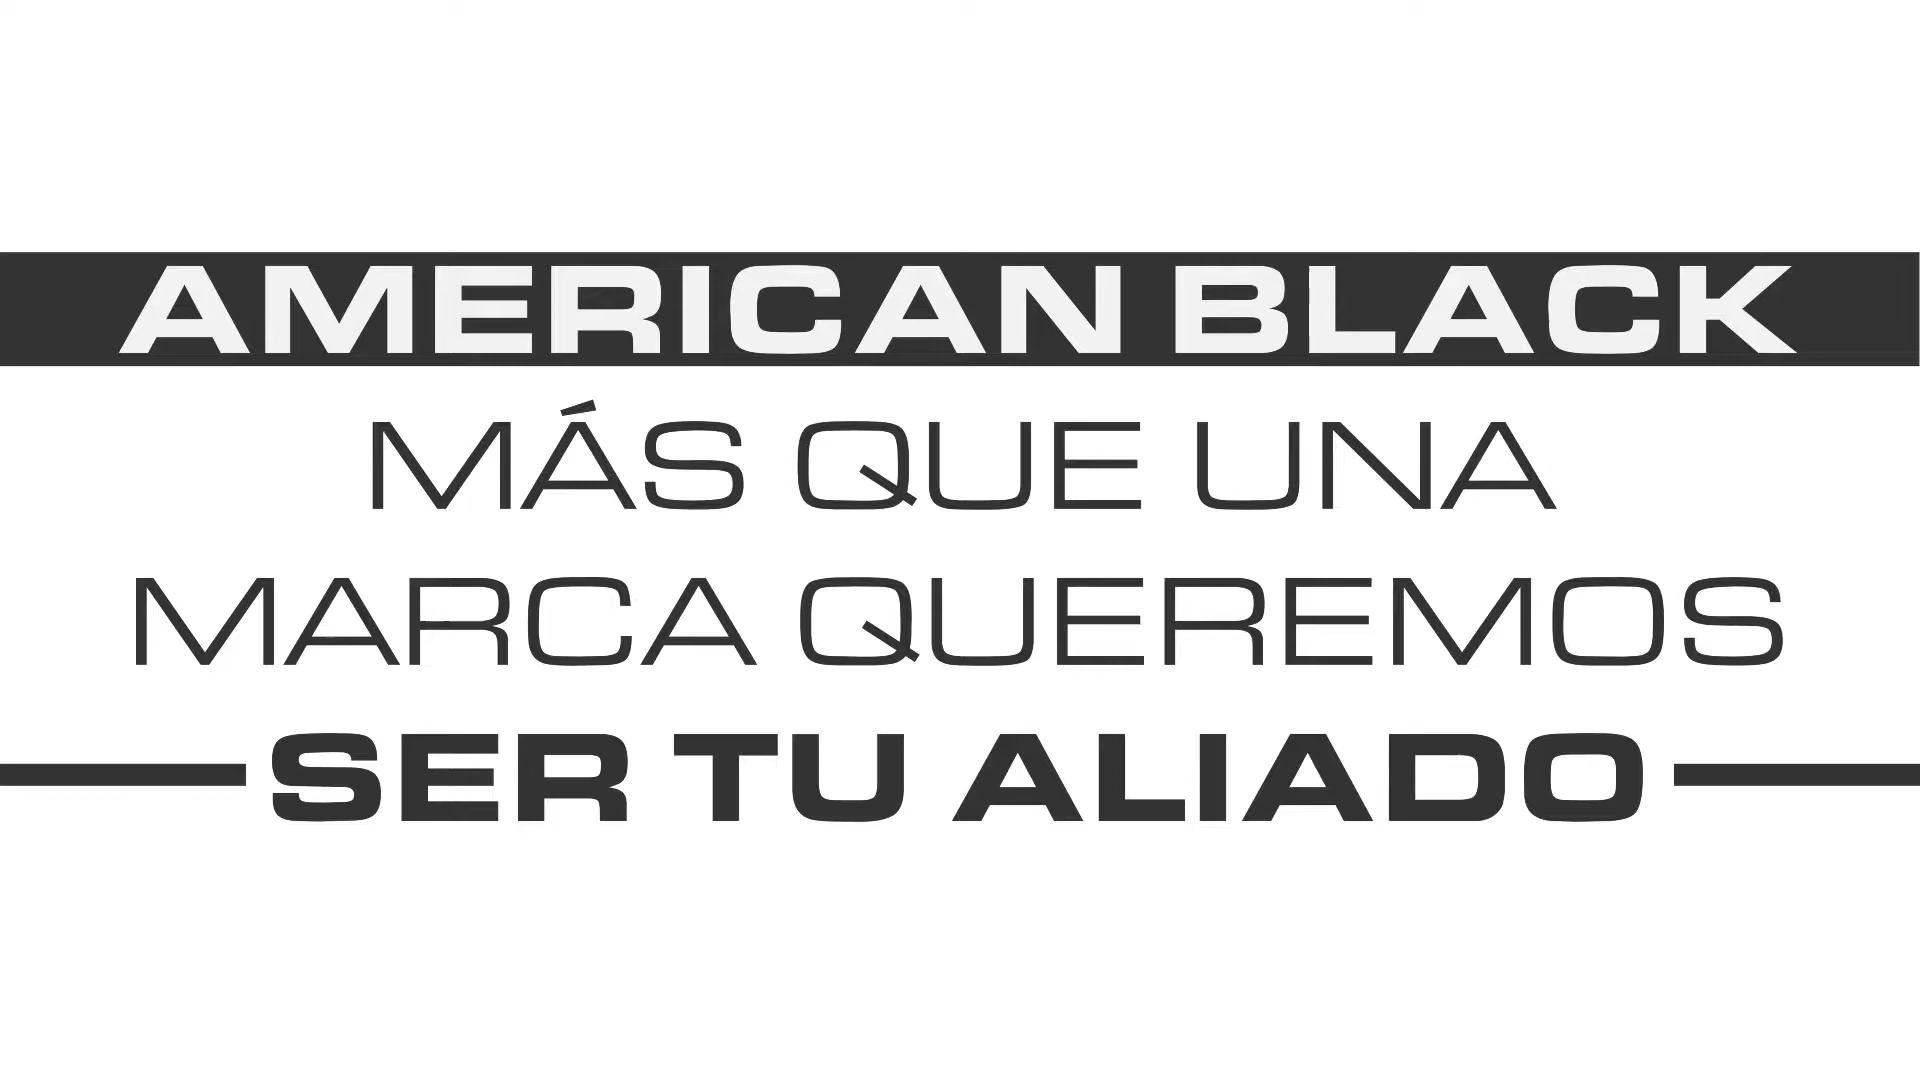 AMERICAN BLACK
MÁS QUE UNA
MARCA QUEREMOS
SER TU ALIADO